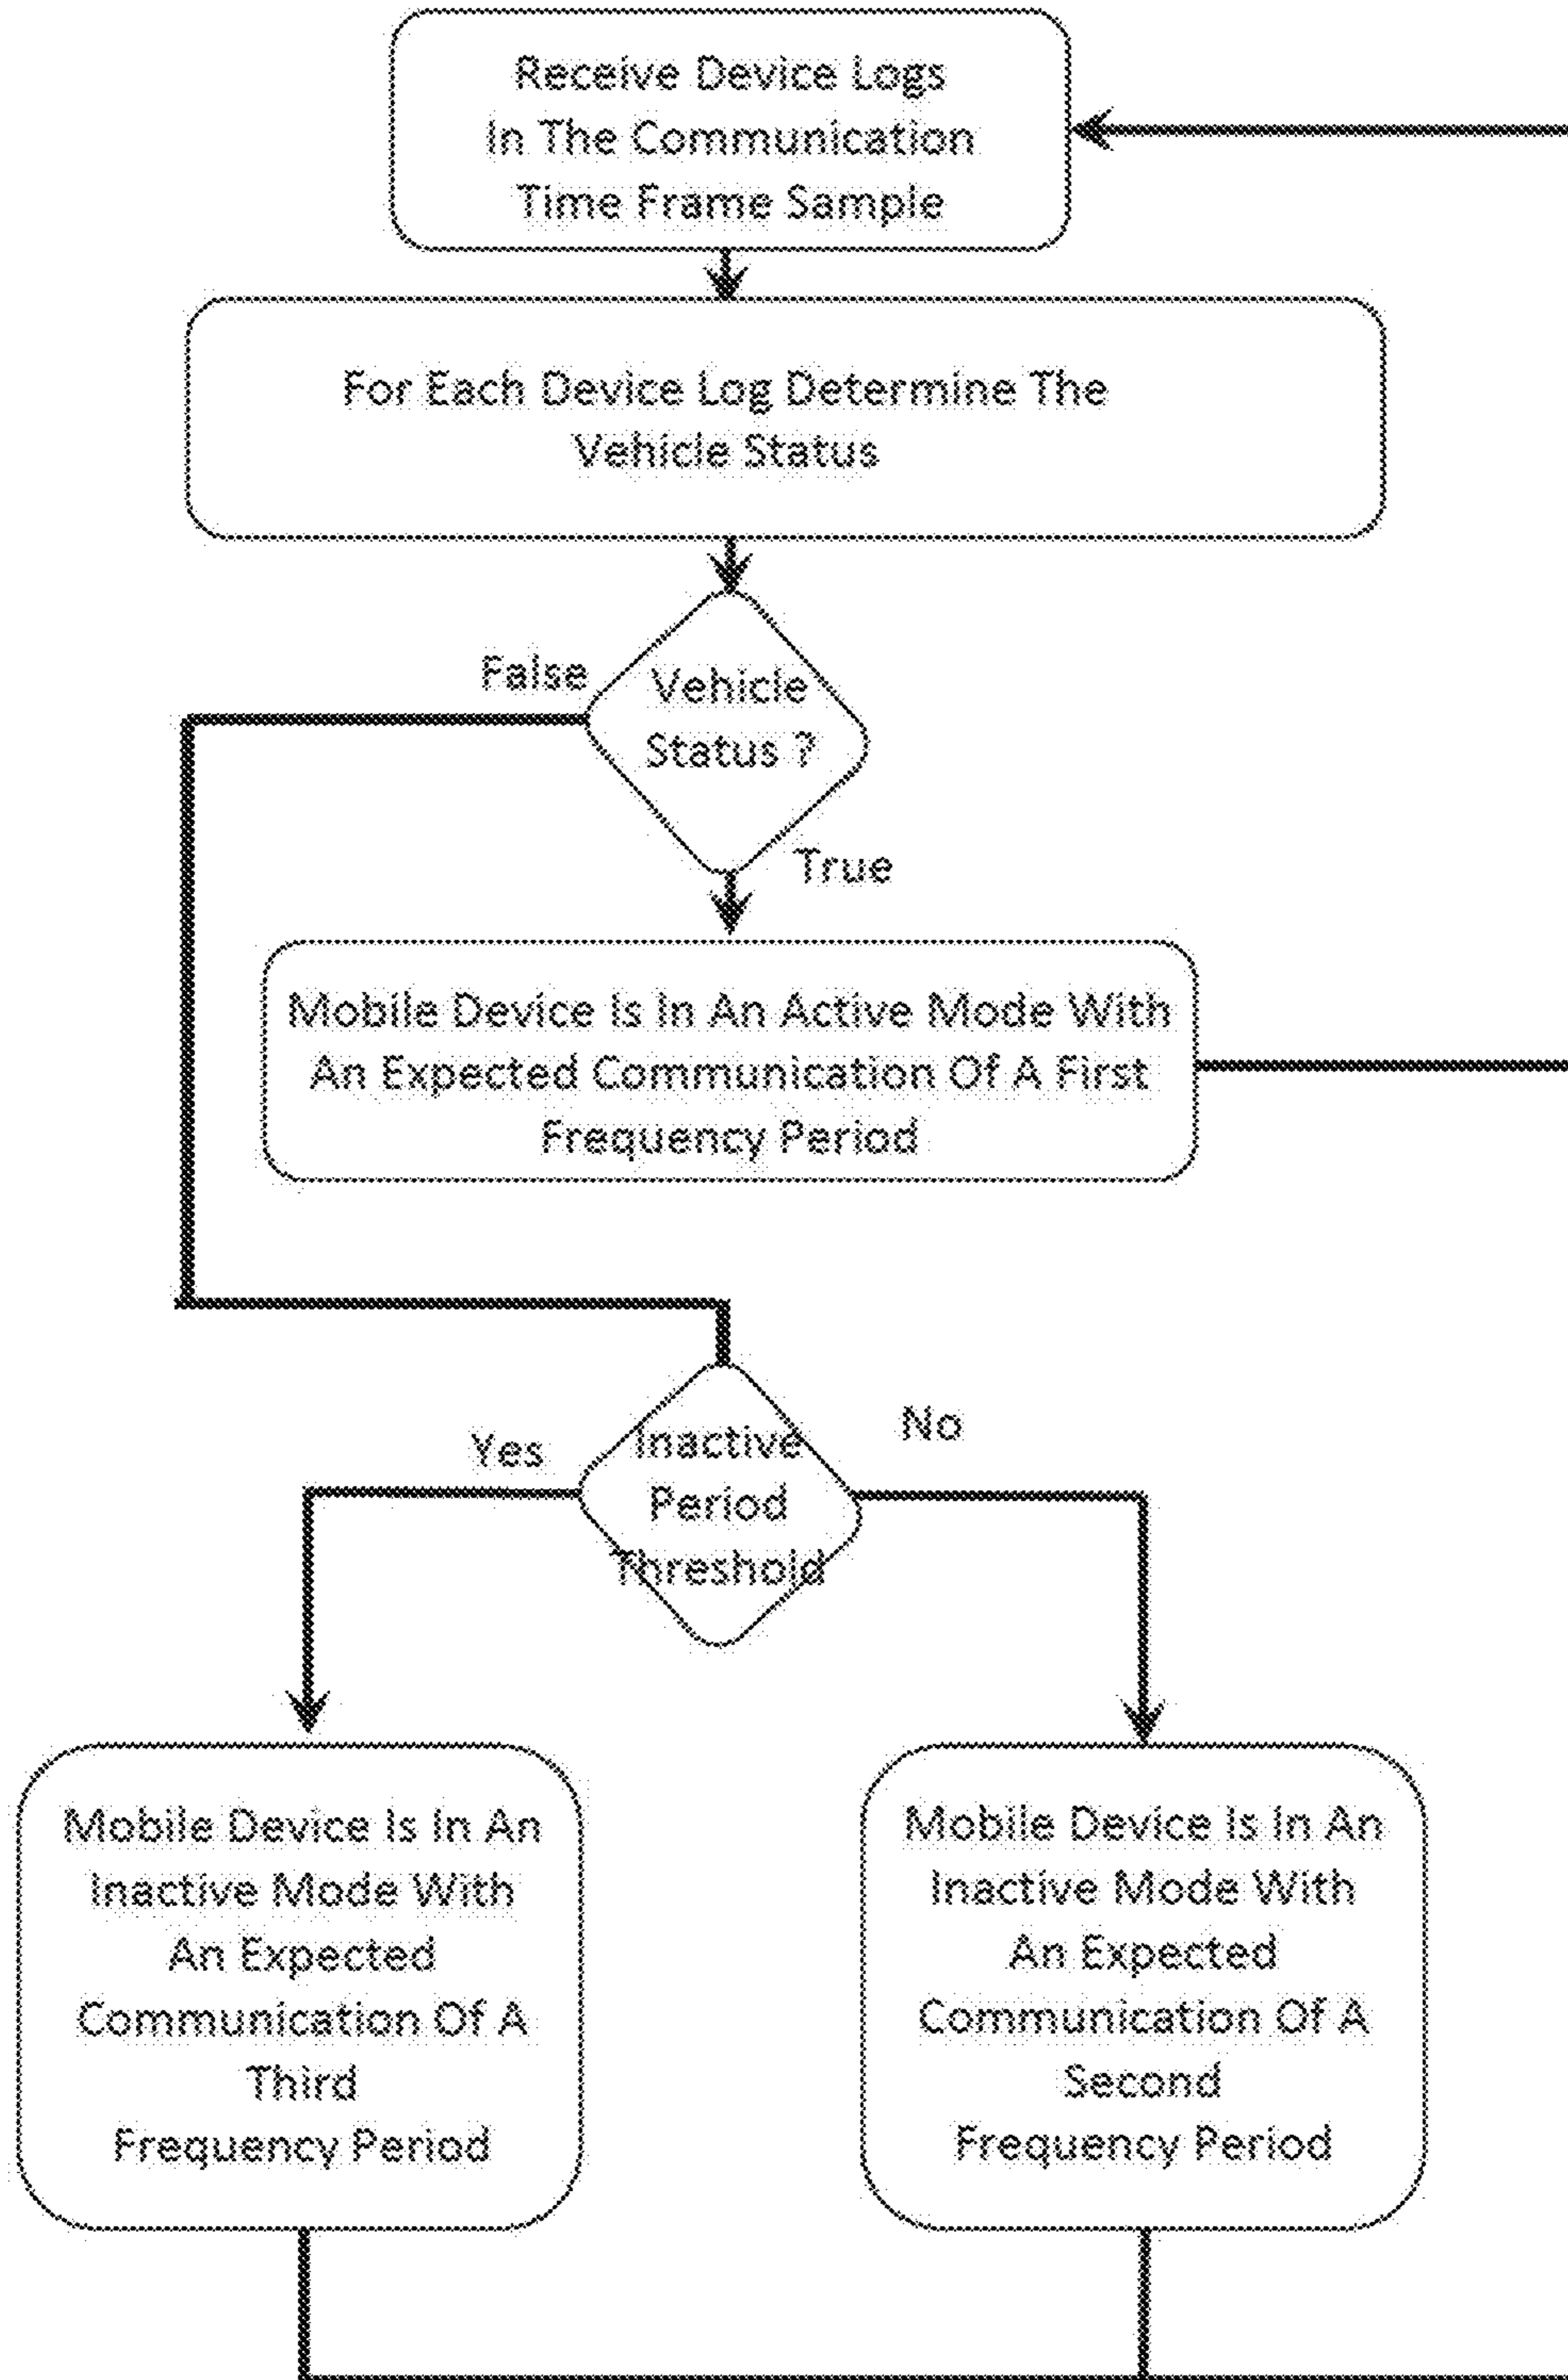 Receive Device Logs
In The Communication
Time Frame Sample
For Each Device Log Determine The
Vehicle Status
False
Vehicle
Status ?
True
Mobile Device Is In An Active Mode With
An Expected Communication Of A First
Frequency Period
Yes
Inactive
Period
Threshold
No
Mobile Device Is In An
Inactive Mode With
An Expected
Communication Of A
Third
Frequency Period
Mobile Device Is In An
Inactive Mode With
An Expected
Communication Of A
Second
Frequency Period